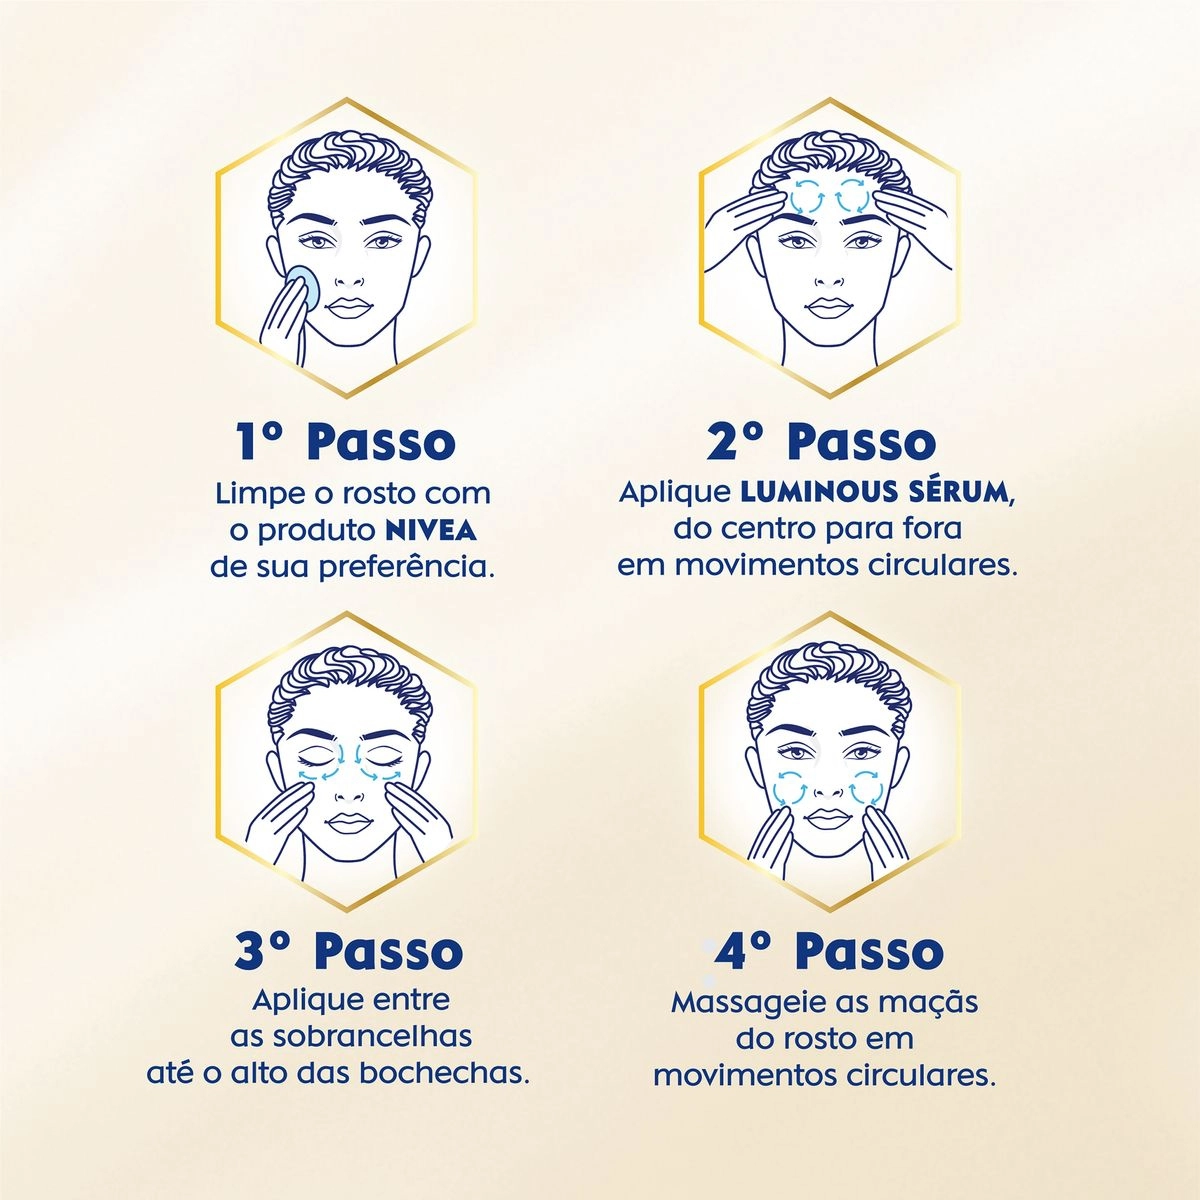 1º Passo
Limpe o rosto com
o produto NIVEA
de sua preferência.
2º Passo
Aplique LUMINOUS SÉRUM,
do centro para fora
em movimentos circulares.
3º Passo
Aplique entre
as sobrancelhas
até o alto das bochechas.
4º Passo
Massageie as maçãs
do rosto em
movimentos circulares.